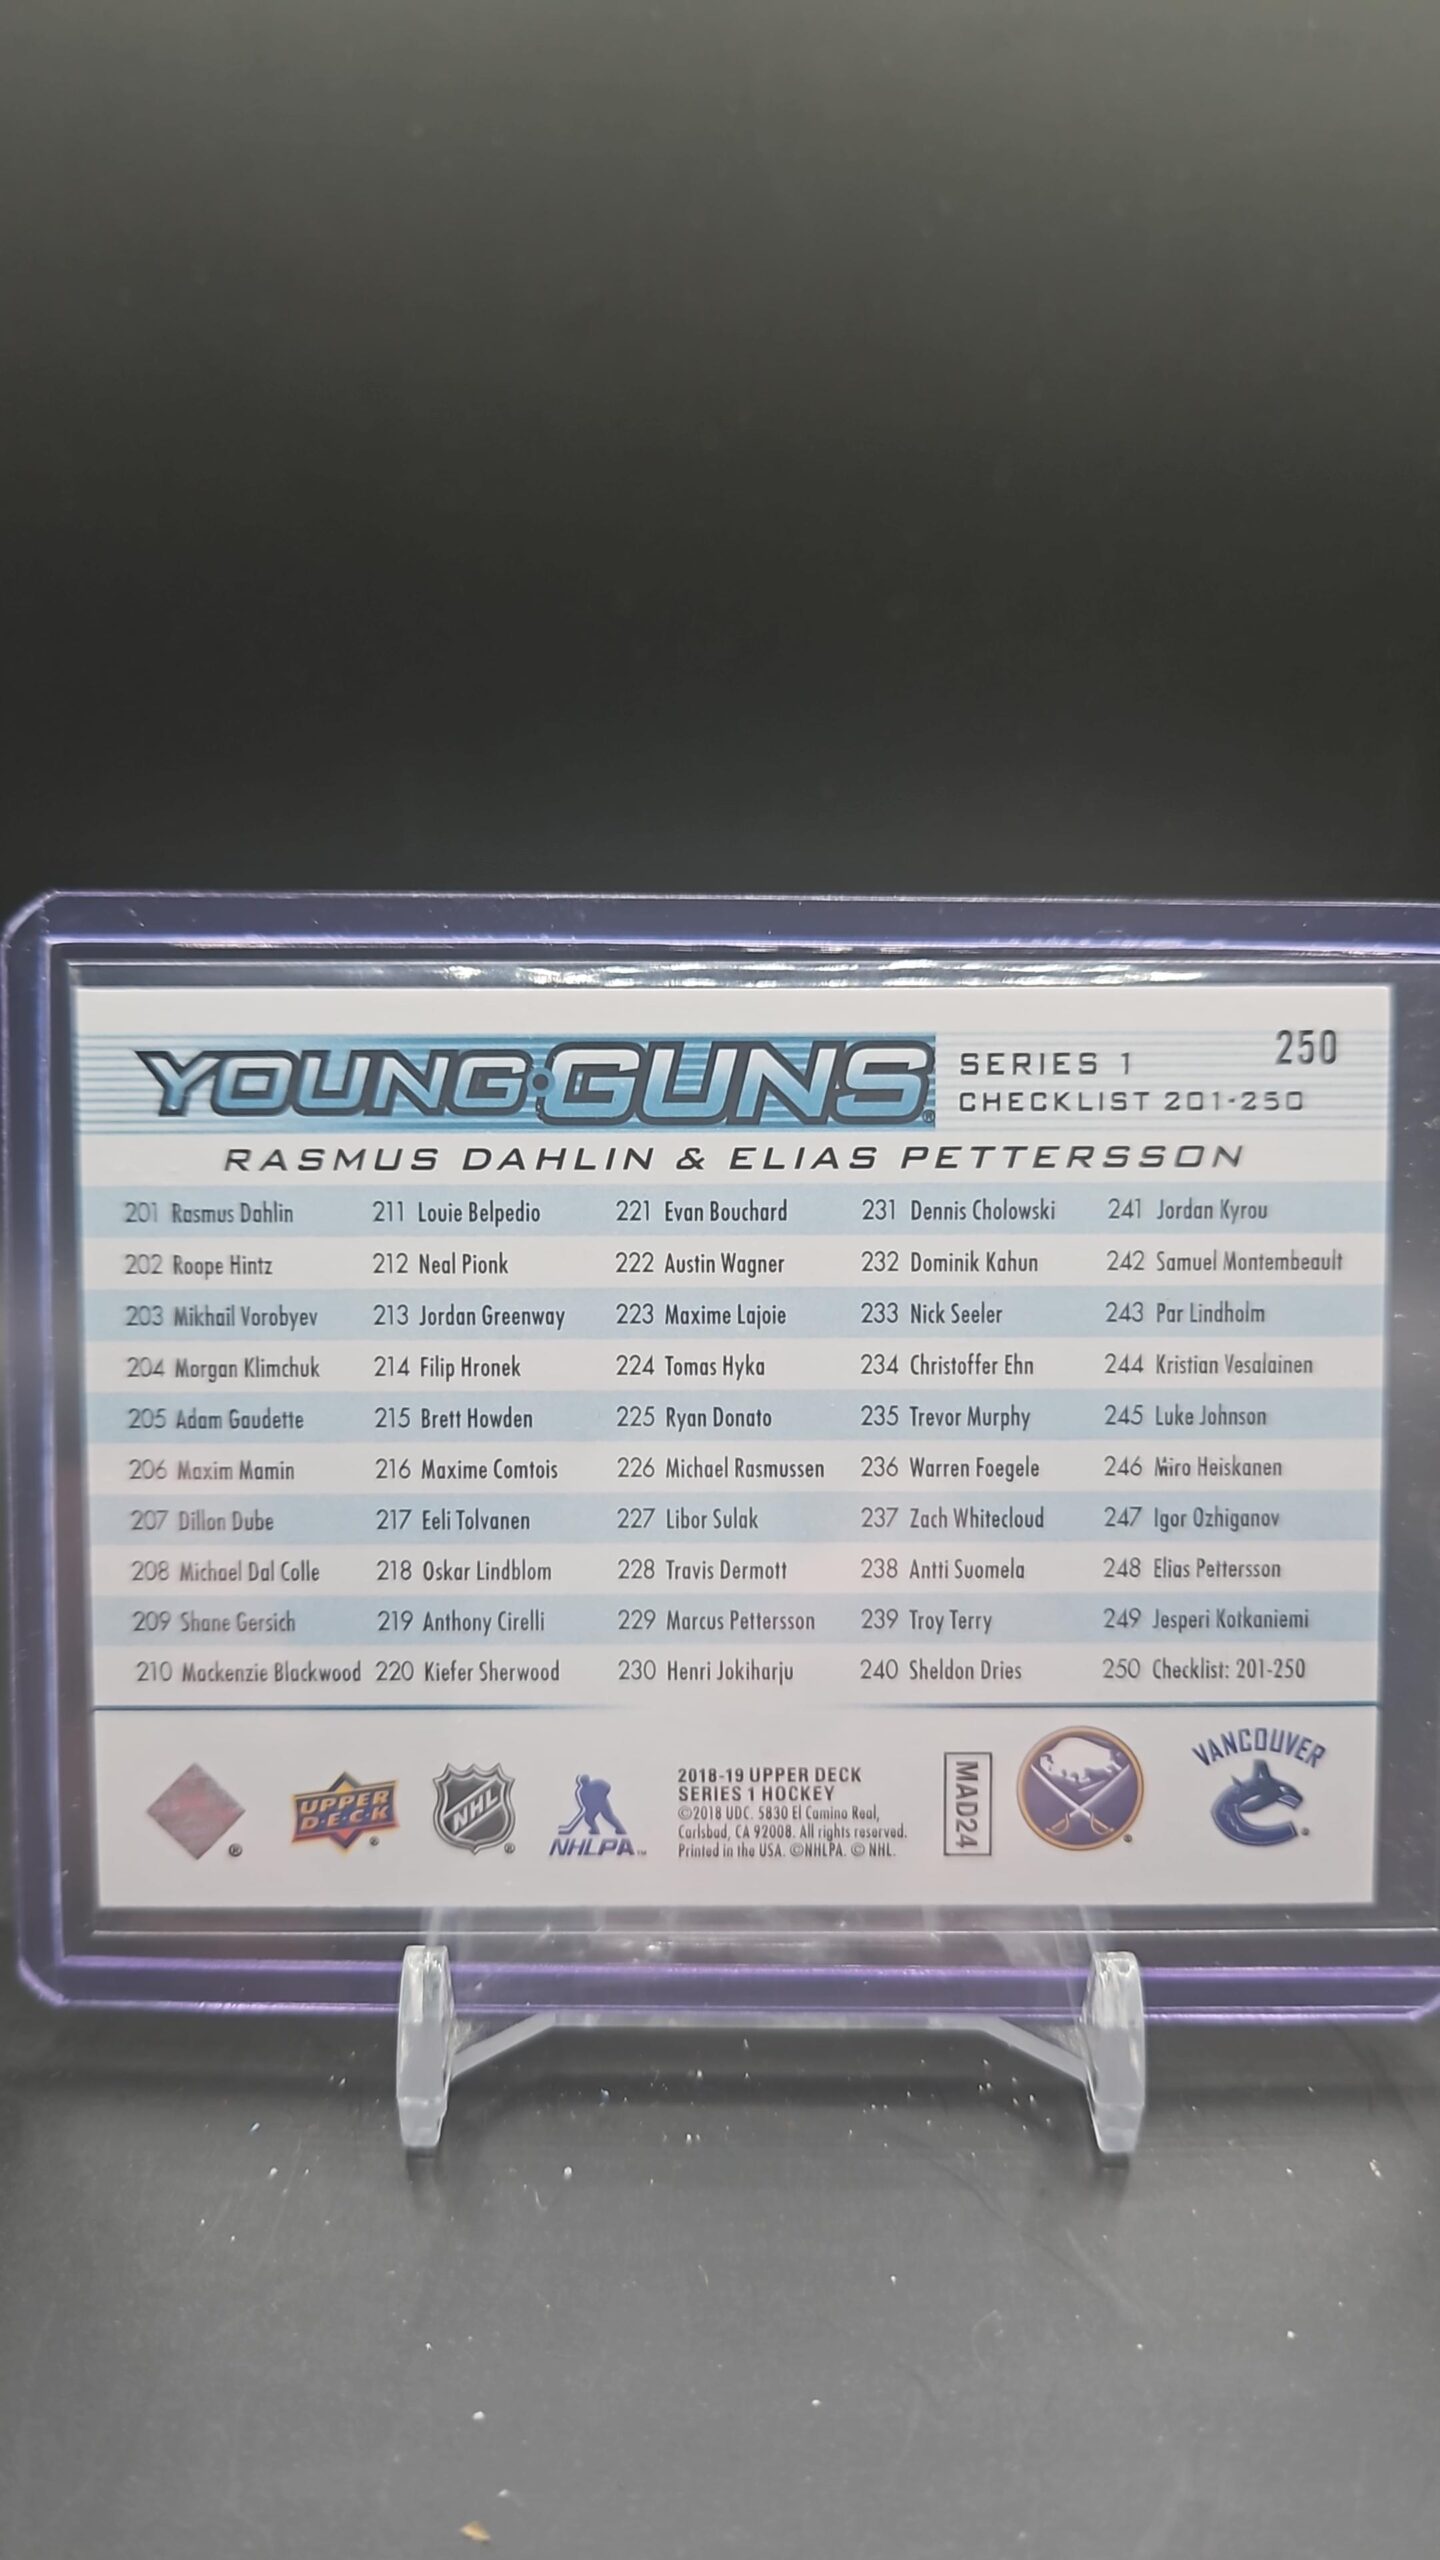 YOUNG GUNS SERIES 1 250
CHECKLIST 201-250
RASMUS DAHLIN & ELIAS PETTERSSON
201 Rasmus Dahlin 211 Louie Belpedio 221 Evan Bouchard 231 Dennis Cholowski 241 Jordan Kyrou
202 Roope Hintz 212 Neal Pionk 222 Austin Wagner 232 Dominik Kahun 242 Samuel Montembeault
203 Mikhail Vorobyev 213 Jordan Greenway 223 Maxime Lajoie 233 Nick Seeler 243 Par Lindholm
204 Morgan Klimchuk 214 Filip Hronek 224 Tomas Hyka 234 Christoffer Ehn 244 Kristian Vesalainen
205 Adam Gaudette 215 Brett Howden 225 Ryan Donato 235 Trevor Murphy 245 Luke Johnson
206 Maxim Mamin 216 Maxime Comtois 226 Michael Rasmussen 236 Warren Foegele 246 Miro Heiskanen
207 Dillon Dube 217 Eeli Tolvanen 227 Libor Sulak 237 Zach Whitecloud 247 Igor Ozhiganov
208 Michael Dal Colle 218 Oskar Lindblom 228 Travis Dermott 238 Antti Suomela 248 Elias Pettersson
209 Shane Gersich 219 Anthony Cirelli 229 Marcus Pettersson 239 Troy Terry 249 Jesperi Kotkaniemi
210 Mackenzie Blackwood 220 Kiefer Sherwood 230 Henri Jokiharju 240 Sheldon Dries 250 Checklist: 201-250
UPPER
D·E·C·K
NHL
NHLPA™
2018-19 UPPER DECK
SERIES 1 HOCKEY
©2018 UDC. 5830 El Camino Real,
Carlsbad, CA 92008. All rights reserved.
Printed in the USA. ©NHLPA. © NHL.
MAD24
VANCOUVER